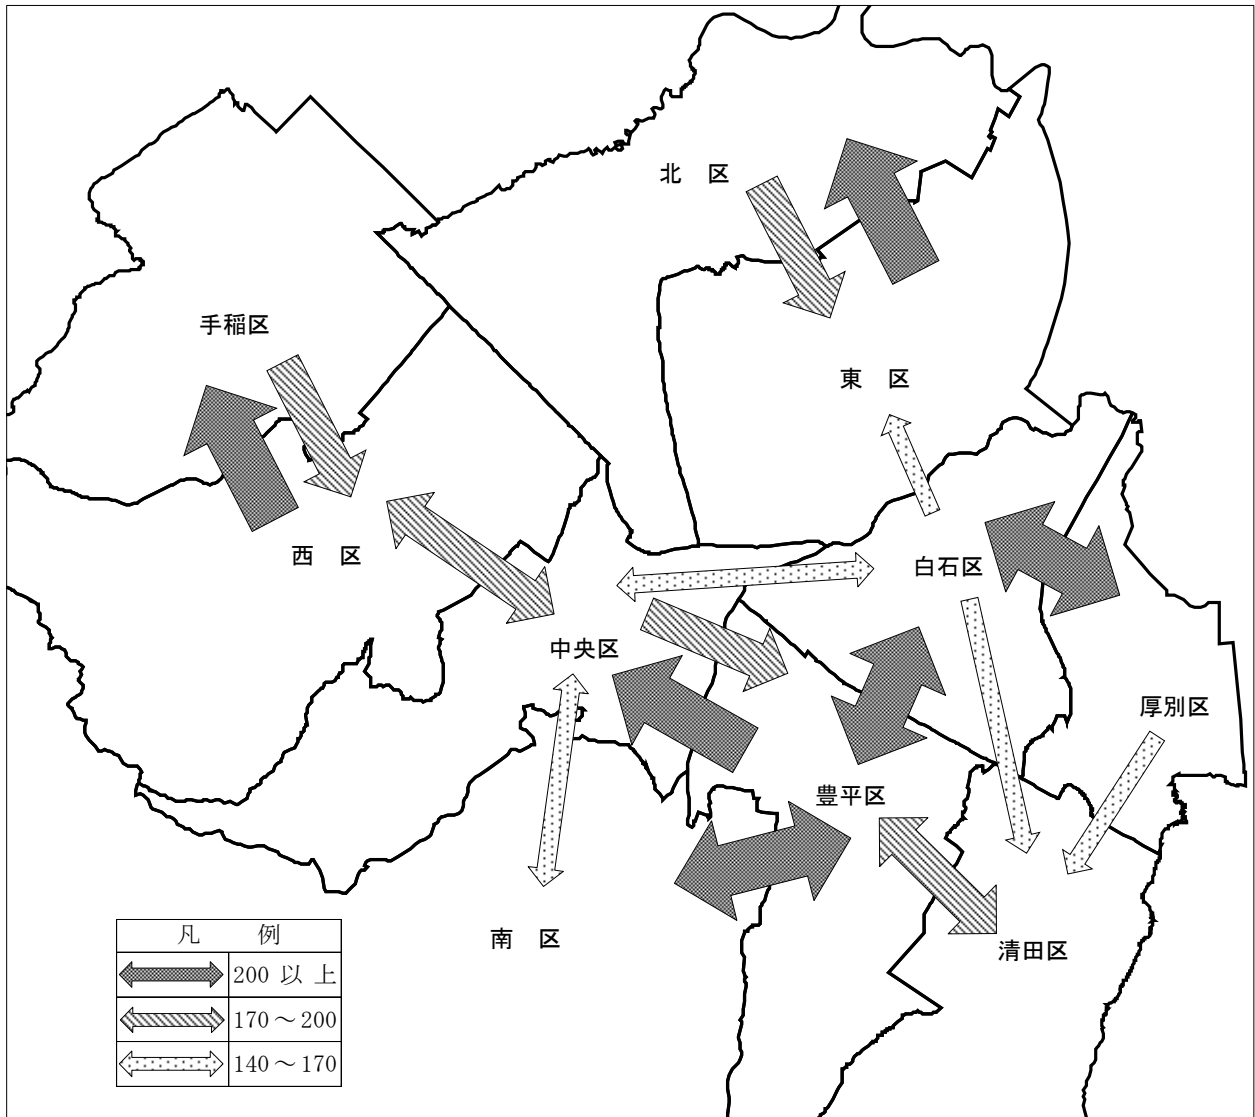 北　区
手稲区
東　区
西　区
白石区
中央区
厚別区
豊平区
南　区
清田区
凡　例
200 以 上
170～200
140～170